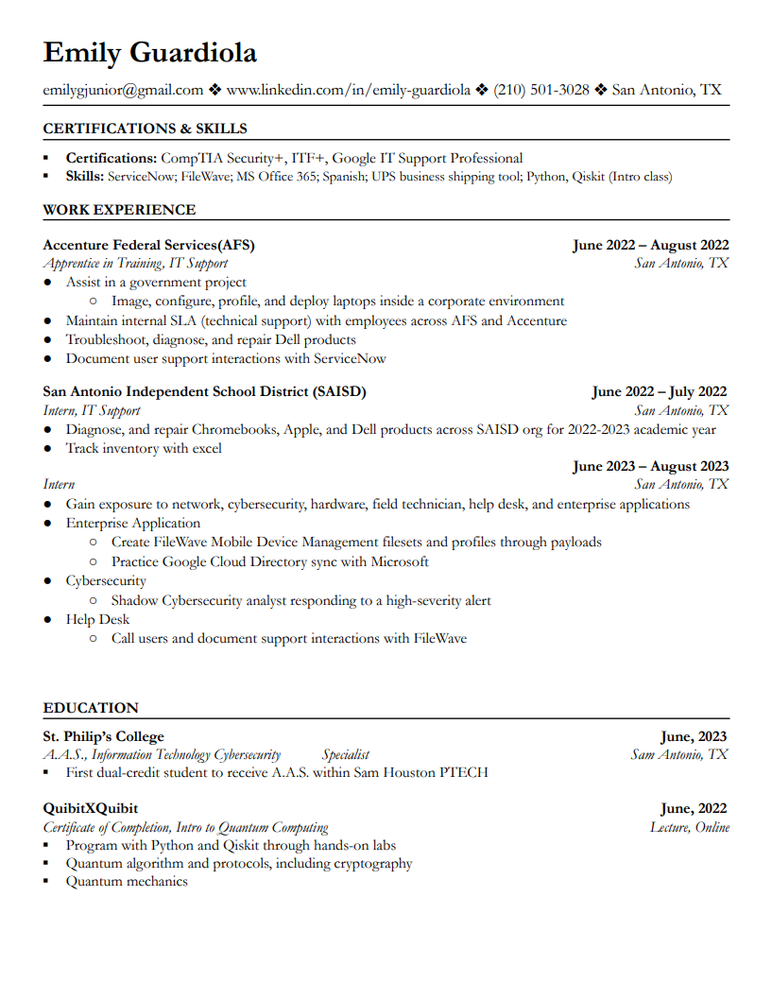 Emily Guardiola
emilygjunior@gmail.com ❖ www.linkedin.com/in/emily-guardiola ❖ (210) 501-3028 ❖ San Antonio, TX
CERTIFICATIONS & SKILLS
▪ Certifications: CompTIA Security+, ITF+, Google IT Support Professional
▪ Skills: ServiceNow; FileWave; MS Office 365; Spanish; UPS business shipping tool; Python, Qiskit (Intro class)
WORK EXPERIENCE
Accenture Federal Services(AFS) June 2022 – August 2022
Apprentice in Training, IT Support San Antonio, TX
● Assist in a government project
○ Image, configure, profile, and deploy laptops inside a corporate environment
● Maintain internal SLA (technical support) with employees across AFS and Accenture
● Troubleshoot, diagnose, and repair Dell products
● Document user support interactions with ServiceNow
San Antonio Independent School District (SAISD) June 2022 – July 2022
Intern, IT Support San Antonio, TX
● Diagnose, and repair Chromebooks, Apple, and Dell products across SAISD org for 2022-2023 academic year
● Track inventory with excel
June 2023 – August 2023
Intern San Antonio, TX
● Gain exposure to network, cybersecurity, hardware, field technician, help desk, and enterprise applications
● Enterprise Application
○ Create FileWave Mobile Device Management filesets and profiles through payloads
○ Practice Google Cloud Directory sync with Microsoft
● Cybersecurity
○ Shadow Cybersecurity analyst responding to a high-severity alert
● Help Desk
○ Call users and document support interactions with FileWave
EDUCATION
St. Philip's College June, 2023
A.A.S., Information Technology Cybersecurity Specialist Sam Antonio, TX
▪ First dual-credit student to receive A.A.S. within Sam Houston PTECH
QuibitXQuibit June, 2022
Certificate of Completion, Intro to Quantum Computing Lecture, Online
▪ Program with Python and Qiskit through hands-on labs
▪ Quantum algorithm and protocols, including cryptography
▪ Quantum mechanics